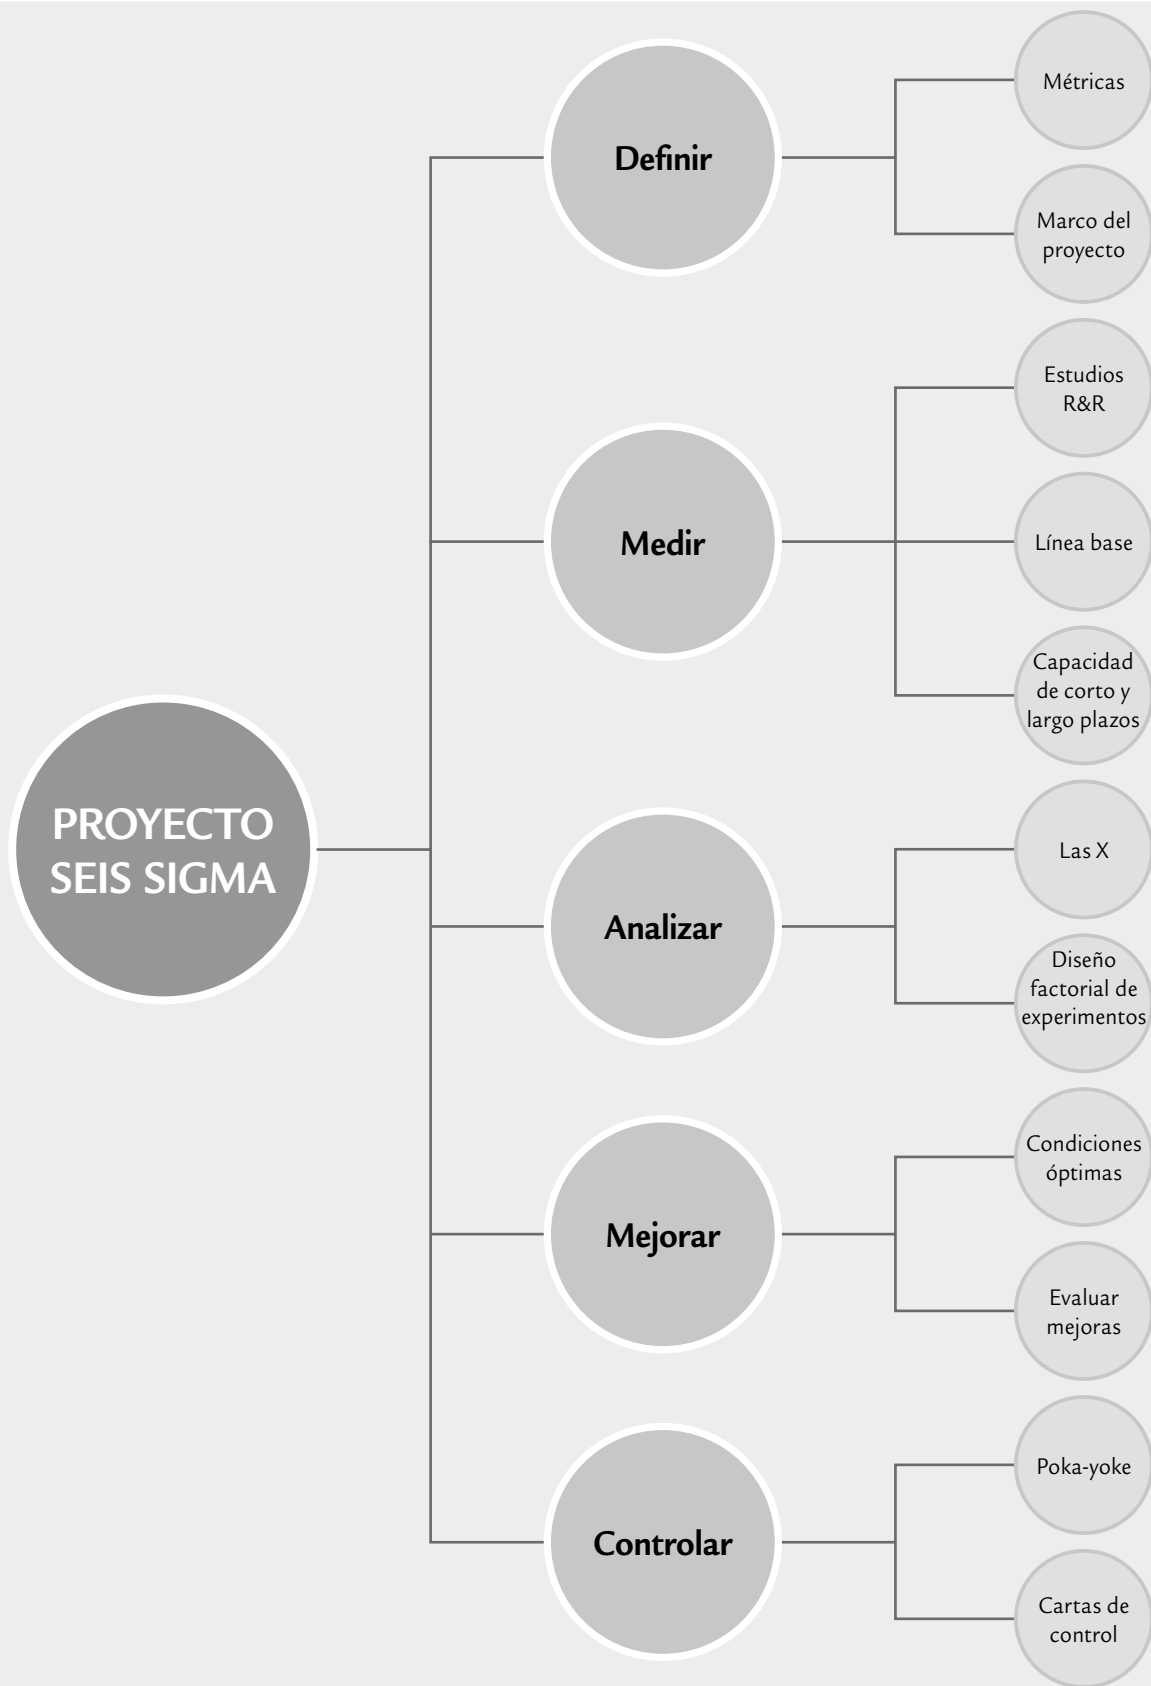 PROYECTO
SEIS SIGMA
Definir
Métricas
Marco del
proyecto
Medir
Estudios
R&R
Línea base
Capacidad
de corto y
largo plazos
Analizar
Las X
Diseño
factorial de
experimentos
Mejorar
Condiciones
óptimas
Evaluar
mejoras
Controlar
Poka-yoke
Cartas de
control